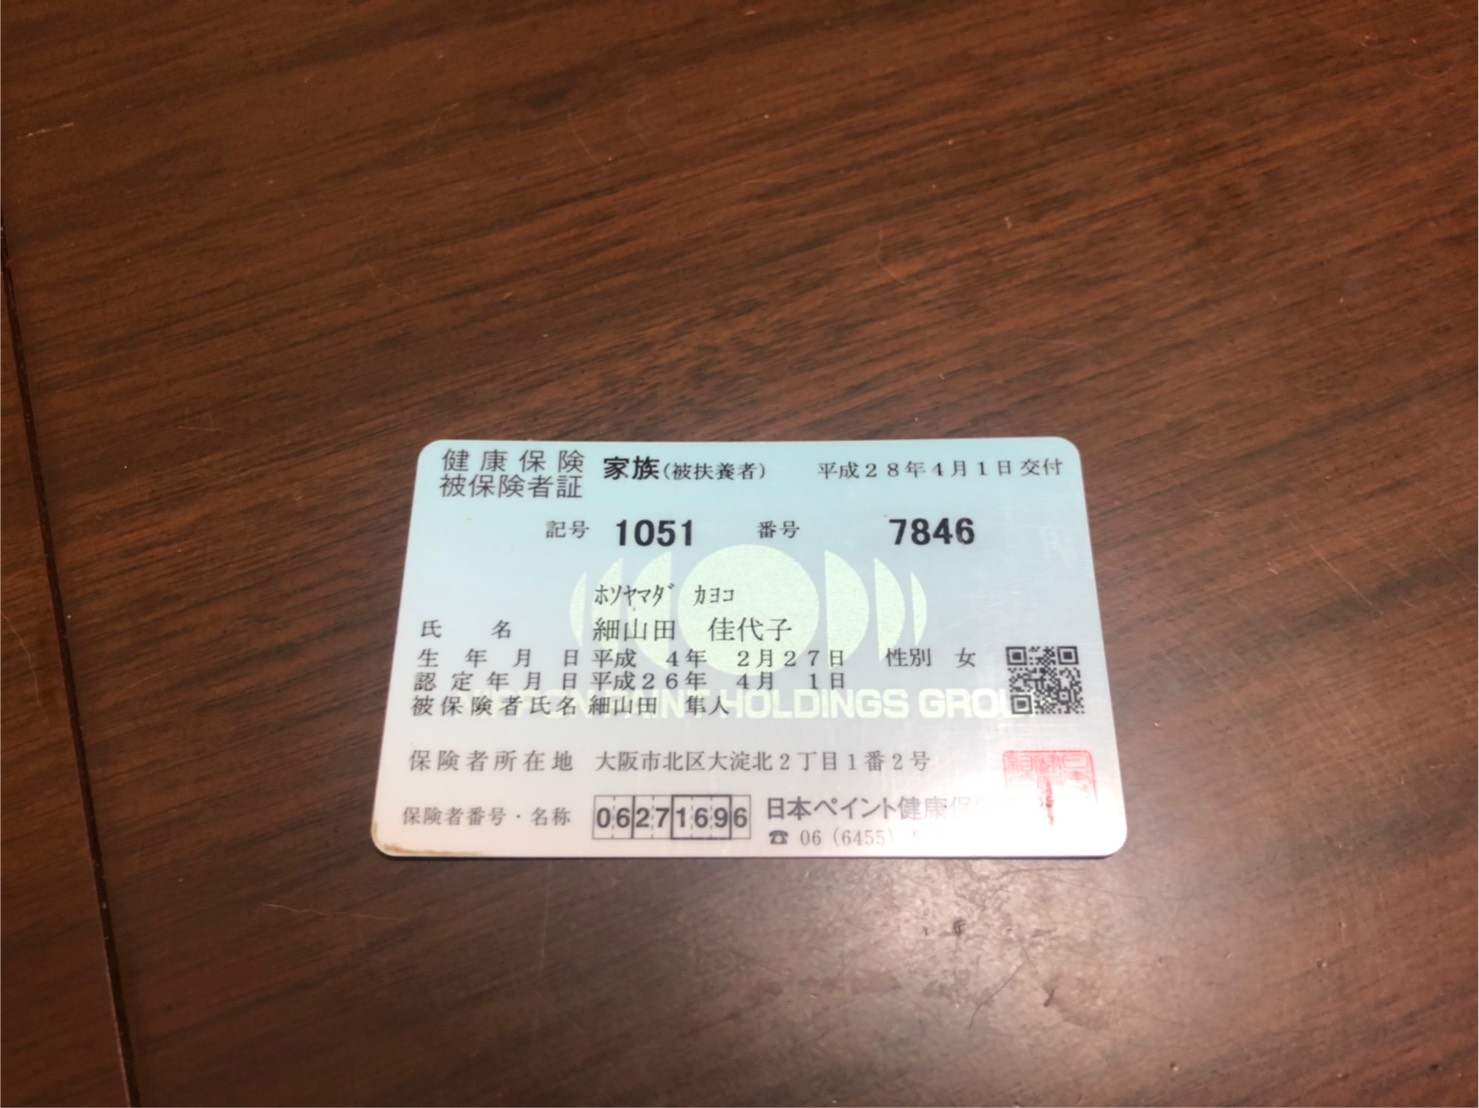 健康保険 家族(被扶養者) 平成28年4月1日交付
被保険者証
記号 1051 番号 7846
ﾎｿﾔﾏﾀﾞ ｶﾖｺ
氏名 細山田 佳代子
生年月日 平成 4年 2月27日 性別 女
認定年月日 平成26年 4月 1日
被保険者氏名 細山田 隼人
HOLDINGS
保険者所在地 大阪市北区大淀北2丁目1番2号
保険者番号・名称 06271696 日本ペイント健康保
☎ 06 (6455)